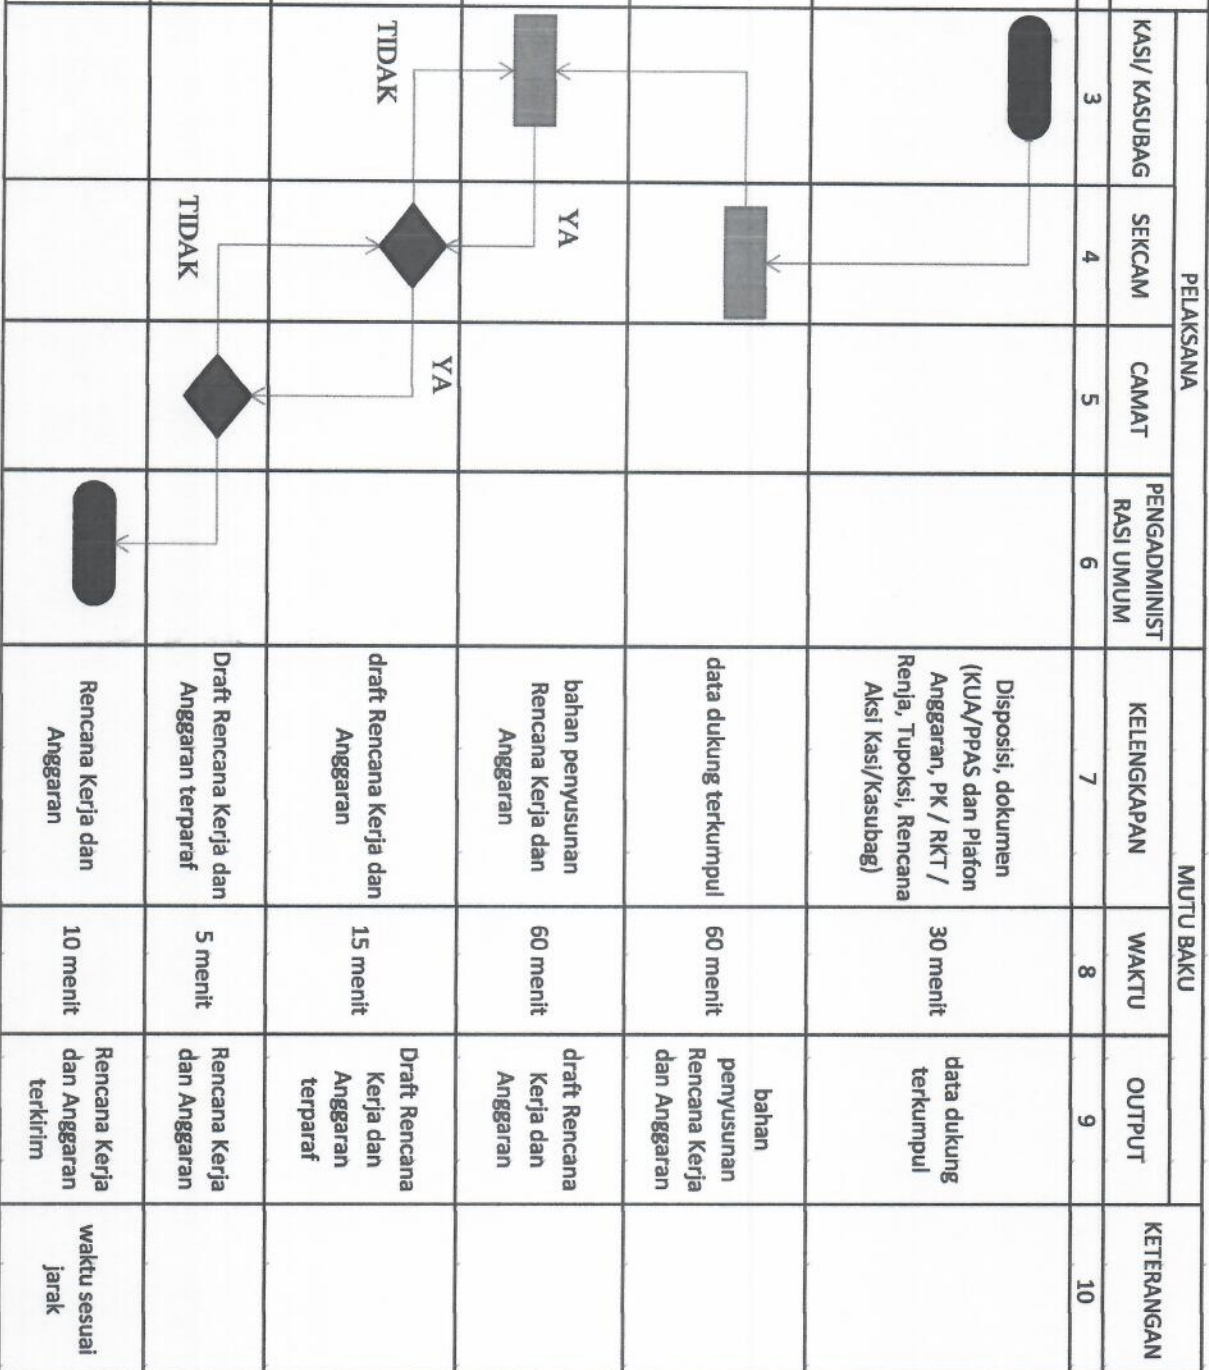 PELAKSANA
MUTU BAKU
KASI/ KASUBAG
SEKCAM
CAMAT
PENGADMINIST
RASI UMUM
KELENGKAPAN
WAKTU
OUTPUT
KETERANGAN
3
4
5
6
7
8
9
10
Disposisi, dokumen
(KUA/PPAS dan Plafon
Anggaran, PK / RKT /
Renja, Tupoksi, Rencana
Aksi Kasi/Kasubag)
30 menit
data dukung
terkumpul
data dukung terkumpul
60 menit
bahan
penyusunan
Rencana Kerja
dan Anggaran
YA
bahan penyusunan
Rencana Kerja dan
Anggaran
60 menit
draft Rencana
Kerja dan
Anggaran
TIDAK
YA
draft Rencana Kerja dan
Anggaran
15 menit
Draft Rencana
Kerja dan
Anggaran
terparaf
TIDAK
Draft Rencana Kerja dan
Anggaran terparaf
5 menit
Rencana Kerja
dan Anggaran
Rencana Kerja dan
Anggaran
10 menit
Rencana Kerja
dan Anggaran
terkirim
waktu sesuai
jarak